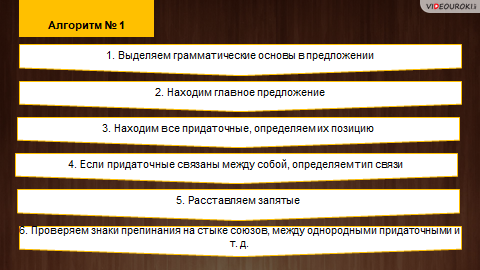 Алгоритм № 1
VIDEOUROKI
1. Выделяем грамматические основы в предложении
2. Находим главное предложение
3. Находим все придаточные, определяем их позицию
4. Если придаточные связаны между собой, определяем тип связи
5. Расставляем запятые
6. Проверяем знаки препинания на стыке союзов, между однородными придаточными и
т. д.